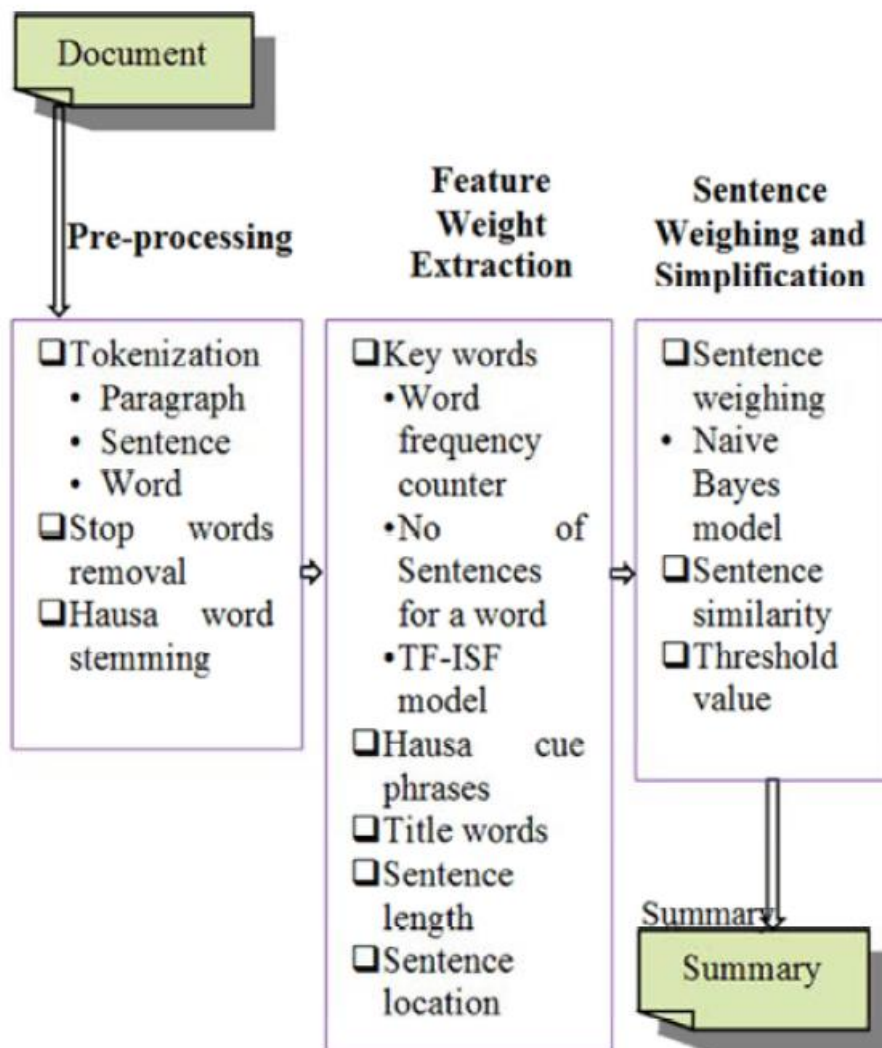 Document
Pre-processing
❑Tokenization
• Paragraph
• Sentence
• Word
❑Stop words
removal
❑Hausa word
stemming
Feature
Weight
Extraction
❑Key words
•Word
frequency
counter
•No of
Sentences
for a word
•TF-ISF
model
❑Hausa cue
phrases
❑Title words
❑Sentence
length
❑Sentence
location
Sentence
Weighing and
Simplification
❑Sentence
weighing
• Naive
Bayes
model
❑Sentence
similarity
❑Threshold
value
Summary
Summary